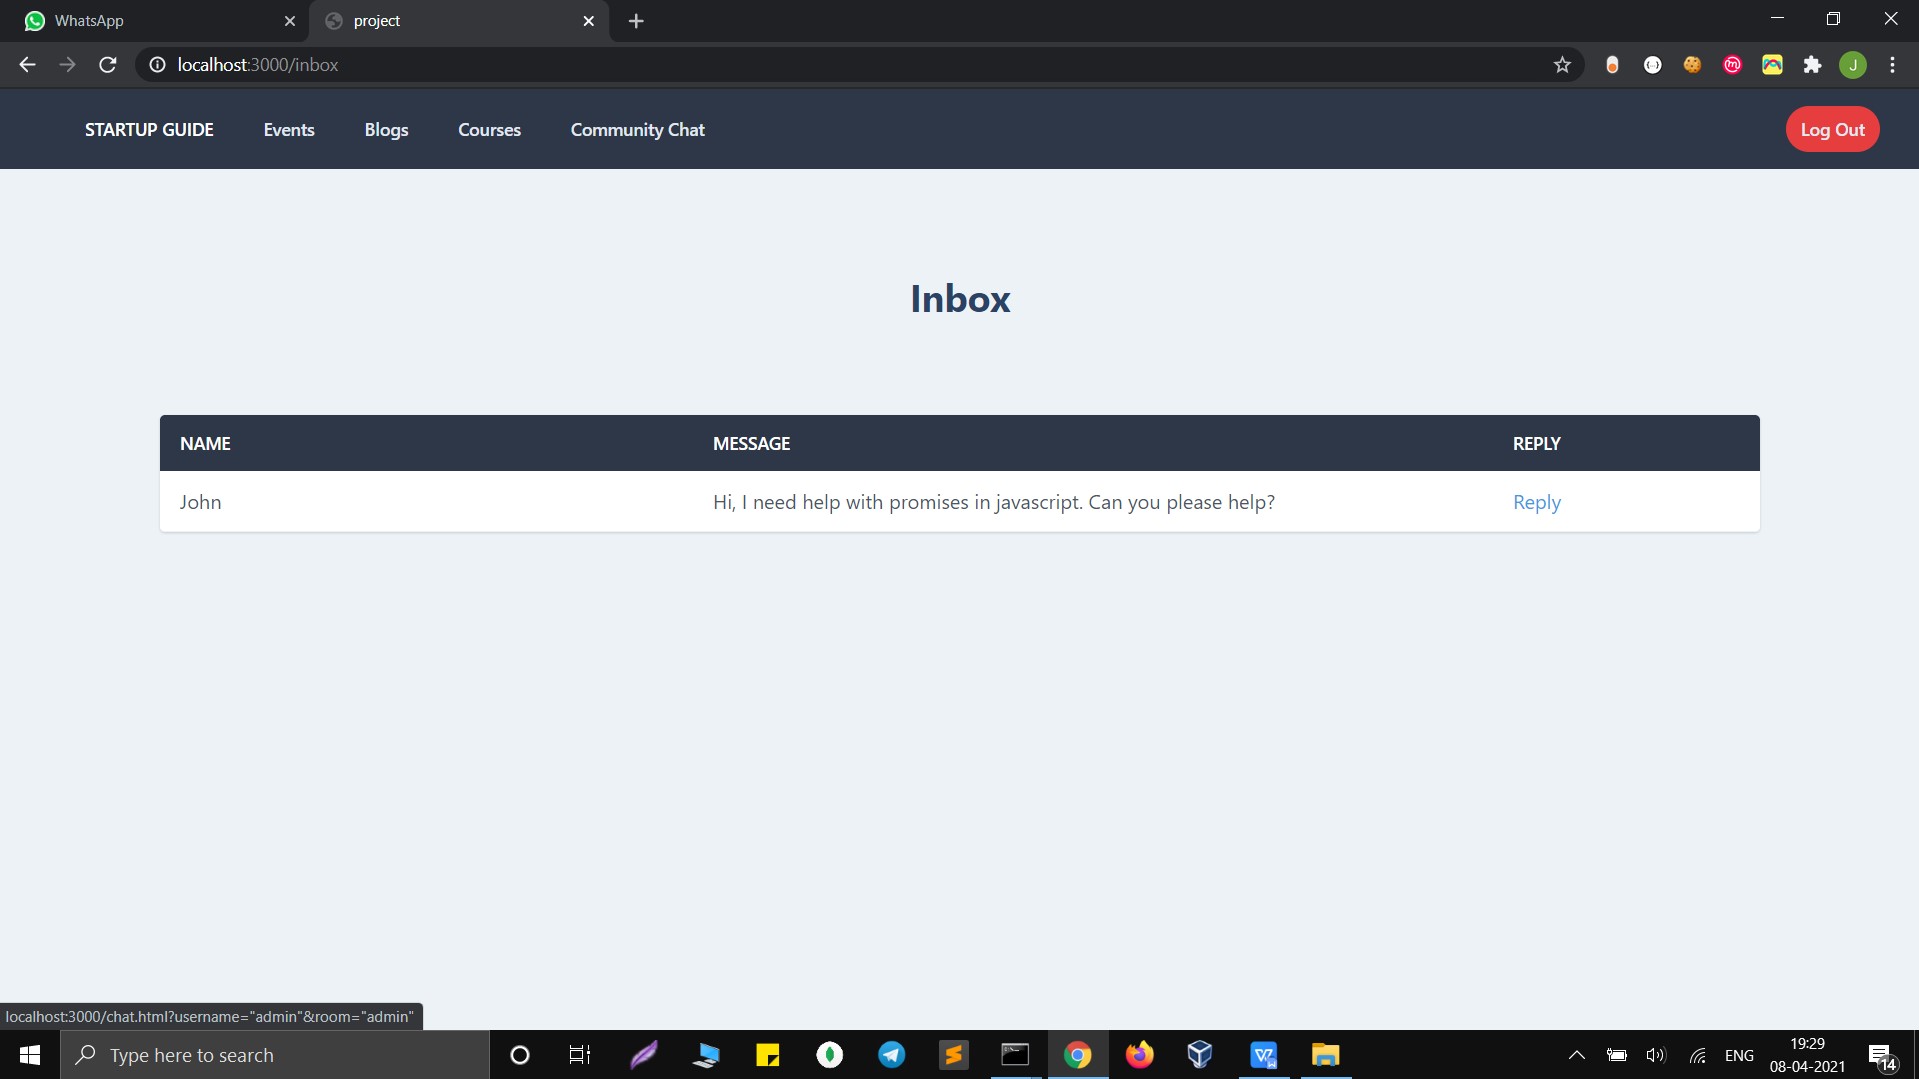 WhatsApp
project
localhost:3000/inbox
J
STARTUP GUIDE
Events
Blogs
Courses
Community Chat
Log Out
Inbox
NAME
MESSAGE
REPLY
John
Hi, I need help with promises in javascript. Can you please help?
Reply
localhost:3000/chat.html?username="admin"&room="admin"
Type here to search
ENG
19:29
08-04-2021
14